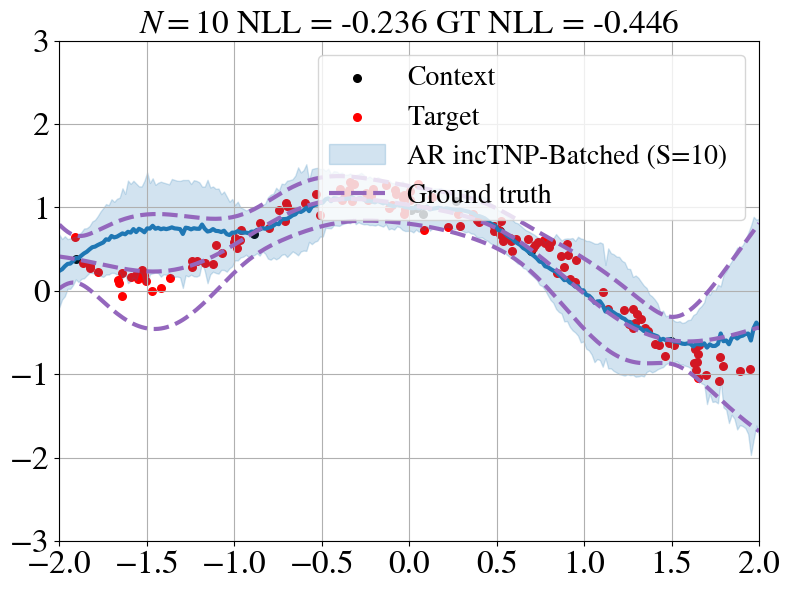 N = 10 NLL = -0.236 GT NLL = -0.446
3
Context
Target
2
AR incTNP-Batched (S=10)
Ground truth
1
0
−1
−2
−3
−2.0 −1.5 −1.0 −0.5 0.0 0.5 1.0 1.5 2.0